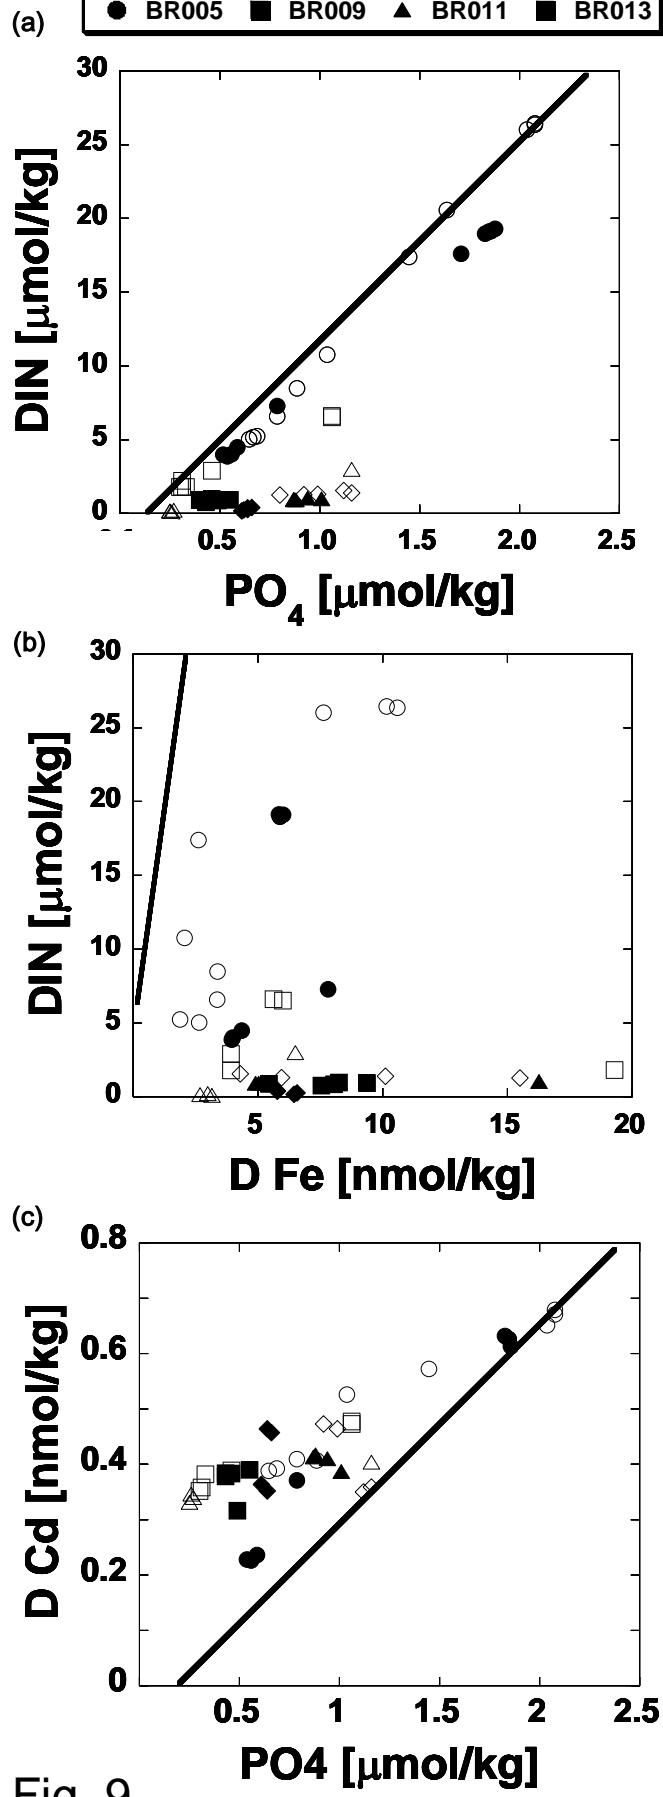 (a)
BR005 BR009 BR011 BR013
30
25
20
15
10
5
0
DIN [μmol/kg]
0.5 1.0 1.5 2.0 2.5
PO4 [μmol/kg]
(b)
30
25
20
15
10
5
0
DIN [μmol/kg]
5 10 15 20
D Fe [nmol/kg]
(c)
0.8
0.6
0.4
0.2
0
D Cd [nmol/kg]
0.5 1 1.5 2 2.5
PO4 [μmol/kg]
Fig. 9